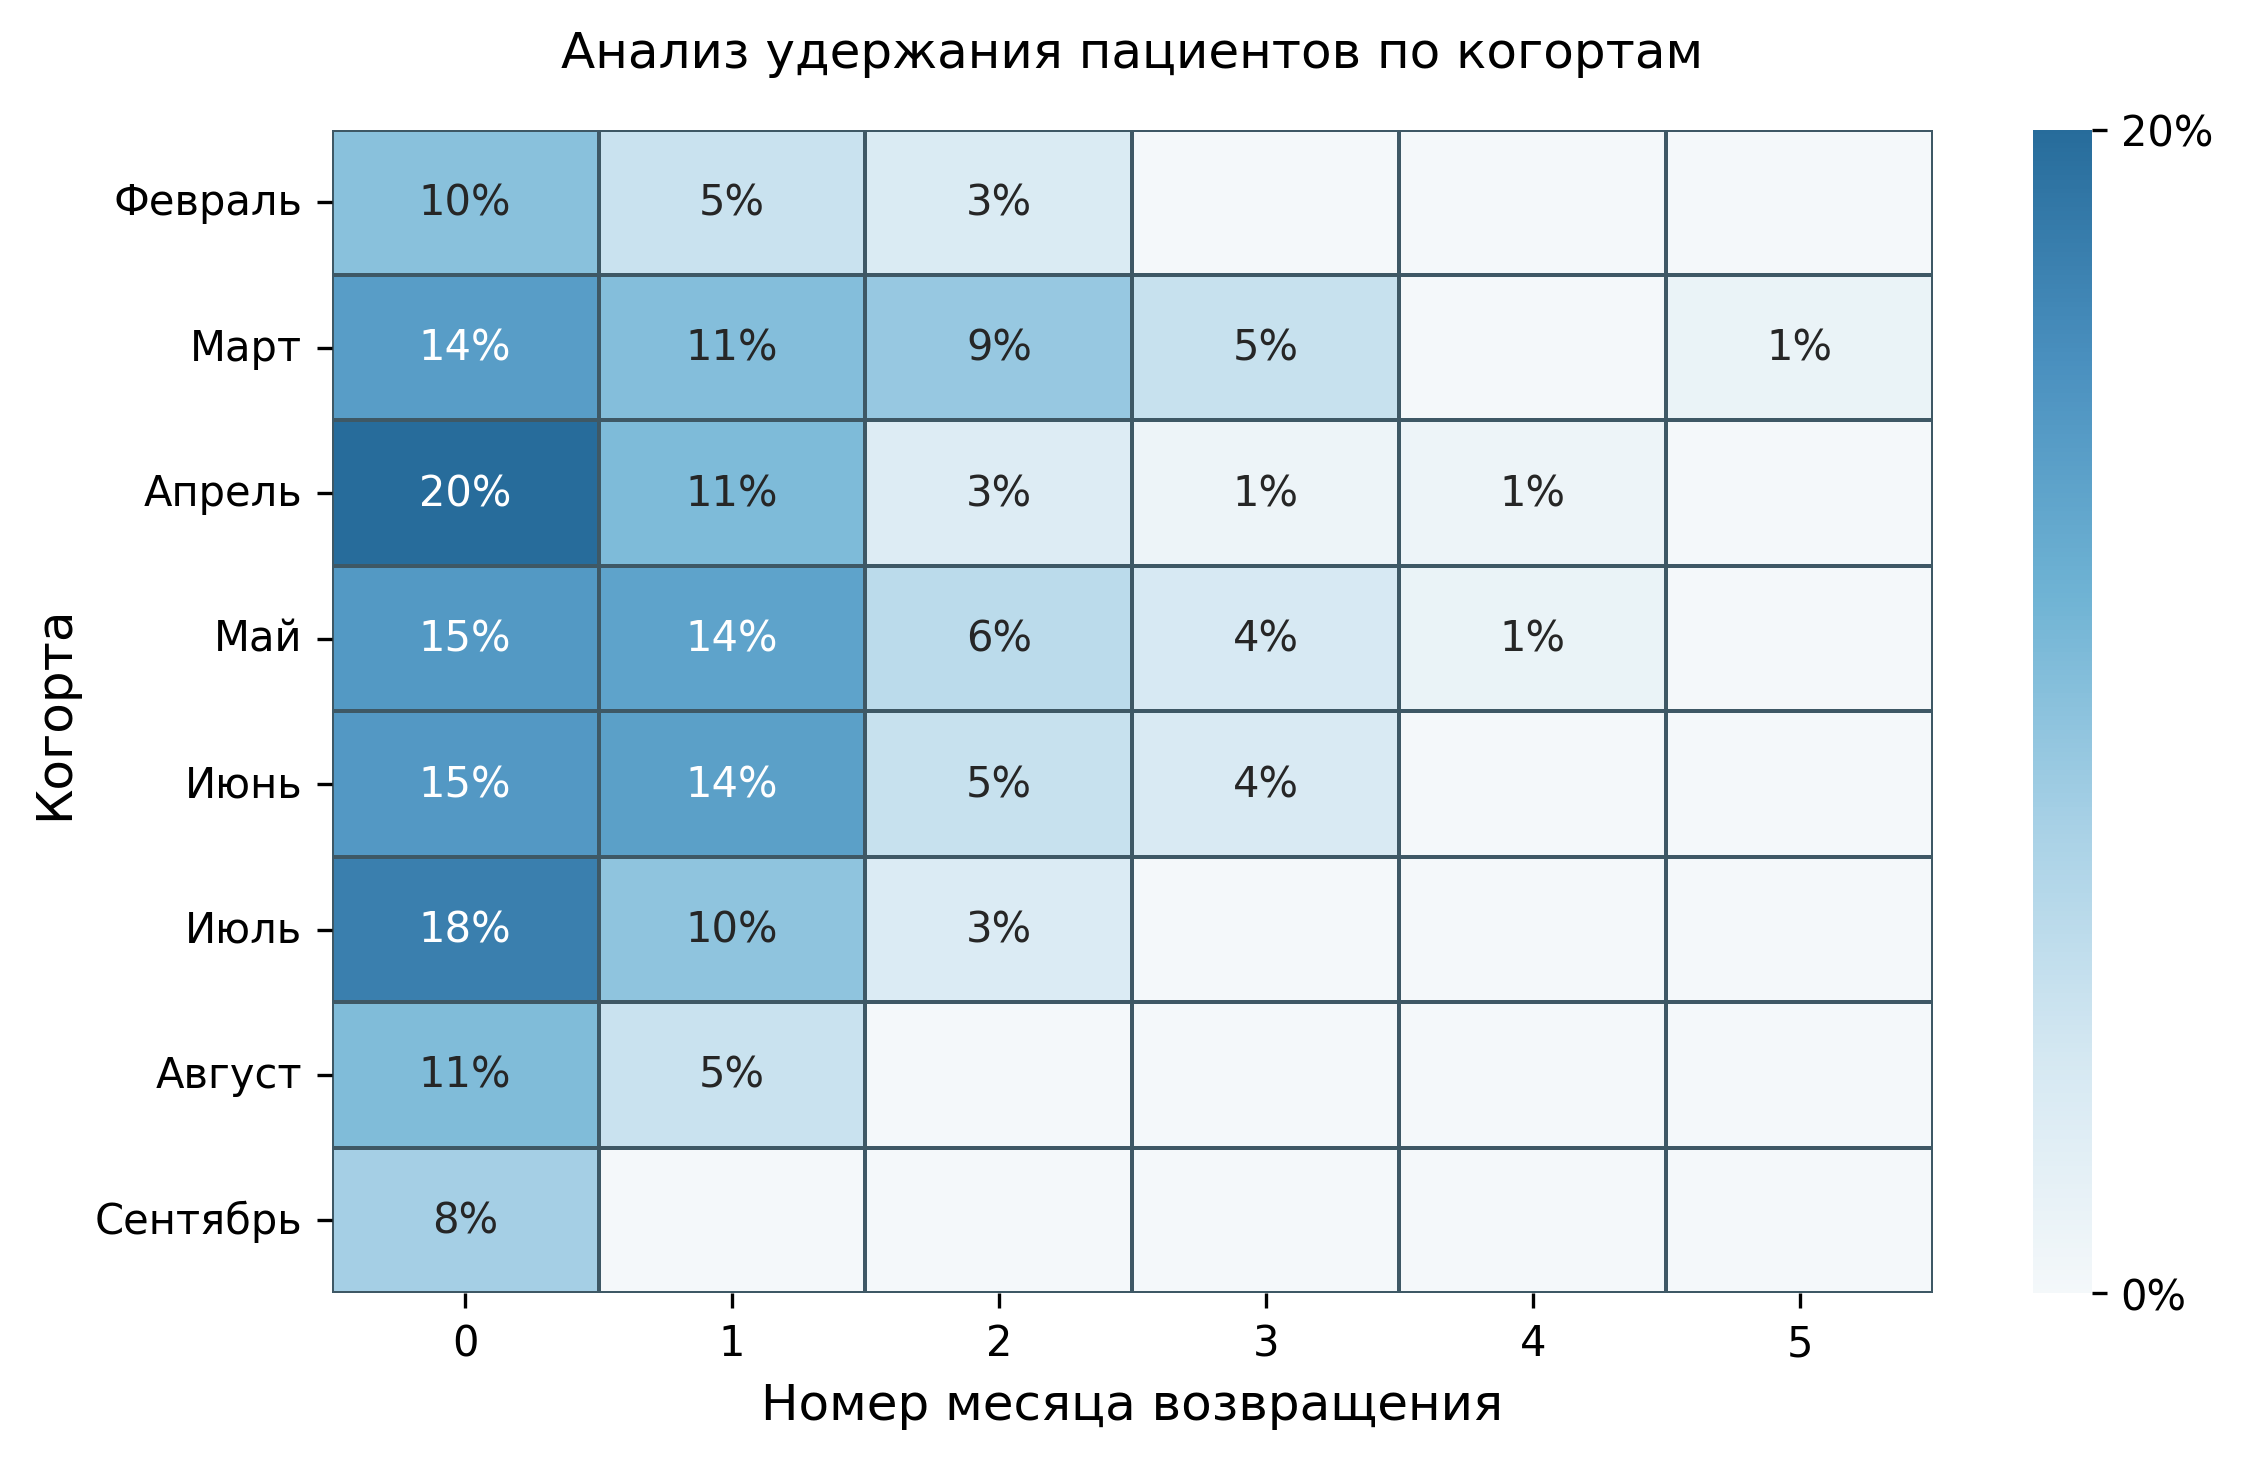 Анализ удержания пациентов по когортам
20%
Февраль 10% 5% 3%
Март 14% 11% 9% 5% 1%
Апрель 20% 11% 3% 1% 1%
Май 15% 14% 6% 4% 1%
Июнь 15% 14% 5% 4%
Июль 18% 10% 3%
Август 11% 5%
Сентябрь 8%
0%
Когорта
0 1 2 3 4 5
Номер месяца возвращения